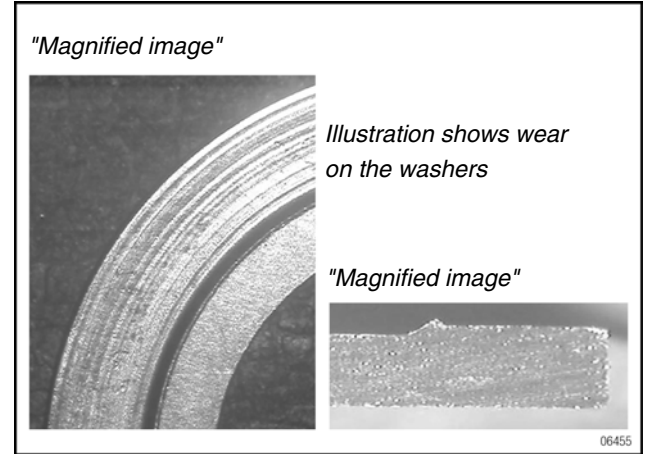 "Magnified image"
Illustration shows wear
on the washers
"Magnified image"
06455